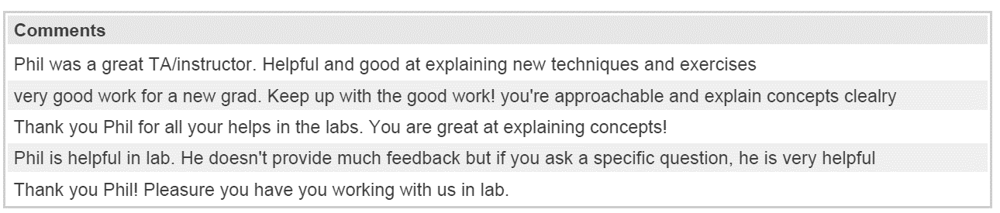 Comments
Phil was a great TA/instructor. Helpful and good at explaining new techniques and exercises
very good work for a new grad. Keep up with the good work! you're approachable and explain concepts clealry
Thank you Phil for all your helps in the labs. You are great at explaining concepts!
Phil is helpful in lab. He doesn't provide much feedback but if you ask a specific question, he is very helpful
Thank you Phil! Pleasure you have you working with us in lab.